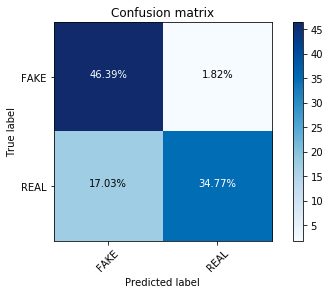 Confusion matrix
True label
FAKE
46.39%
1.82%
REAL
17.03%
34.77%
FAKE
REAL
Predicted label
45
40
35
30
25
20
15
10
5